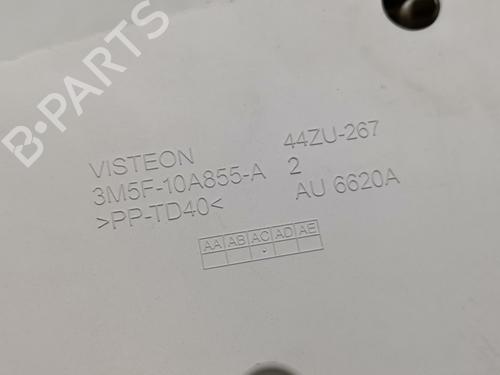 B-PARTS
VISTEON 44ZU-267
3M5F-10A855-A 2
>PP-TD40< AU 6620A
AA AB AC AD AE